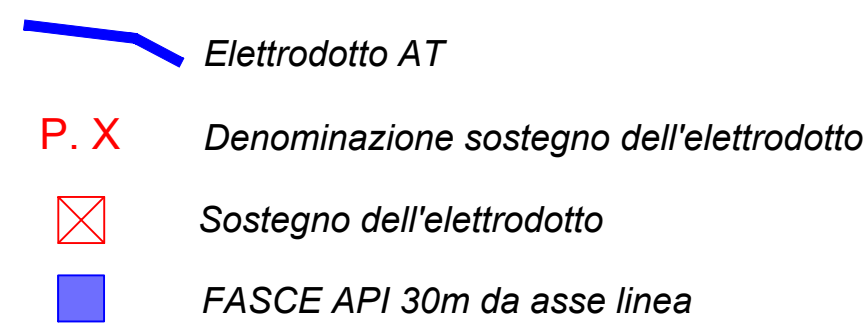 Elettrodotto AT
P. X Denominazione sostegno dell'elettrodotto
Sostegno dell'elettrodotto
FASCE API 30m da asse linea